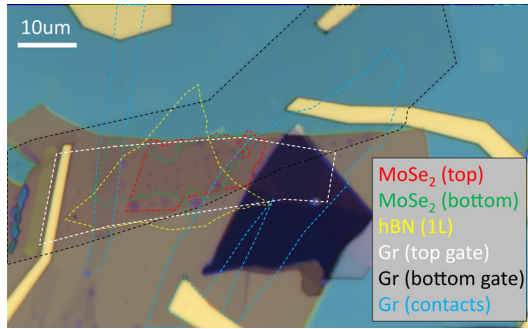 10um
MoSe₂ (top)
MoSe₂ (bottom)
hBN (1L)
Gr (top gate)
Gr (bottom gate)
Gr (contacts)